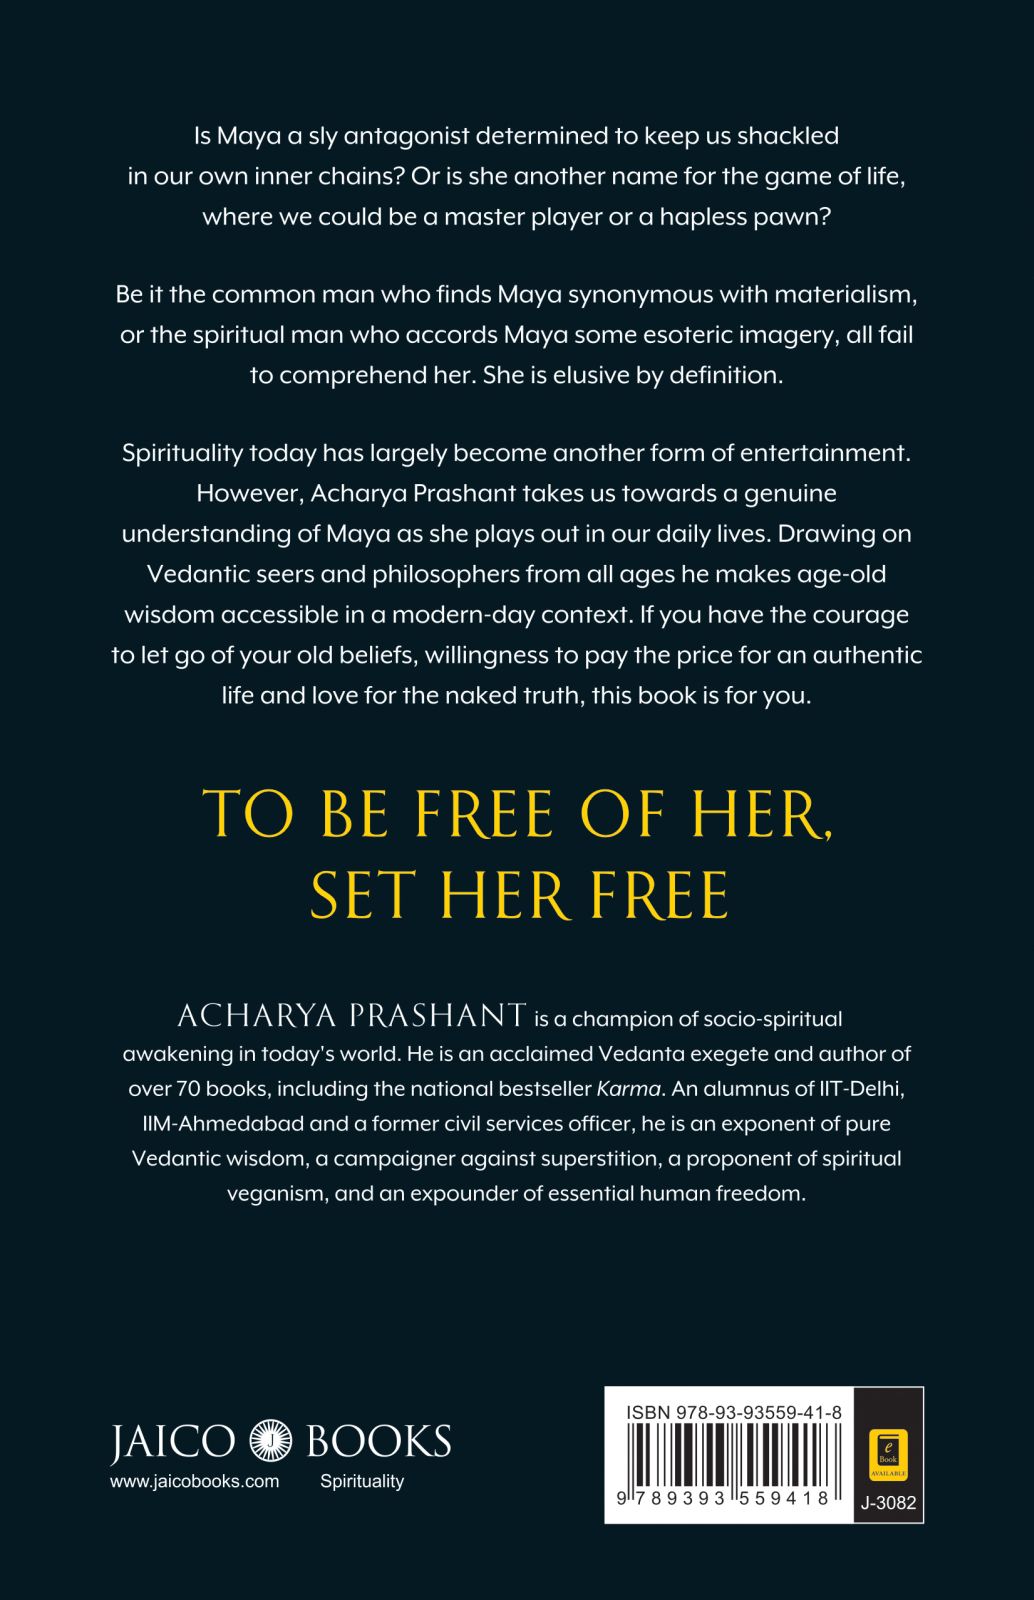 Is Maya a sly antagonist determined to keep us shackled
in our own inner chains? Or is she another name for the game of life,
where we could be a master player or a hapless pawn?
Be it the common man who finds Maya synonymous with materialism,
or the spiritual man who accords Maya some esoteric imagery, all fail
to comprehend her. She is elusive by definition.
Spirituality today has largely become another form of entertainment.
However, Acharya Prashant takes us towards a genuine
understanding of Maya as she plays out in our daily lives. Drawing on
Vedantic seers and philosophers from all ages he makes age-old
wisdom accessible in a modern-day context. If you have the courage
to let go of your old beliefs, willingness to pay the price for an authentic
life and love for the naked truth, this book is for you.
TO BE FREE OF HER,
SET HER FREE
ACHARYA PRASHANT is a champion of socio-spiritual
awakening in today's world. He is an acclaimed Vedanta exegete and author of
over 70 books, including the national bestseller Karma. An alumnus of IIT-Delhi,
IIM-Ahmedabad and a former civil services officer, he is an exponent of pure
Vedantic wisdom, a campaigner against superstition, a proponent of spiritual
veganism, and an expounder of essential human freedom.
JAICO J BOOKS
www.jaicobooks.com Spirituality
ISBN 978-93-93559-41-8
9 789393 559418
e
Book
AVAILABLE
J-3082